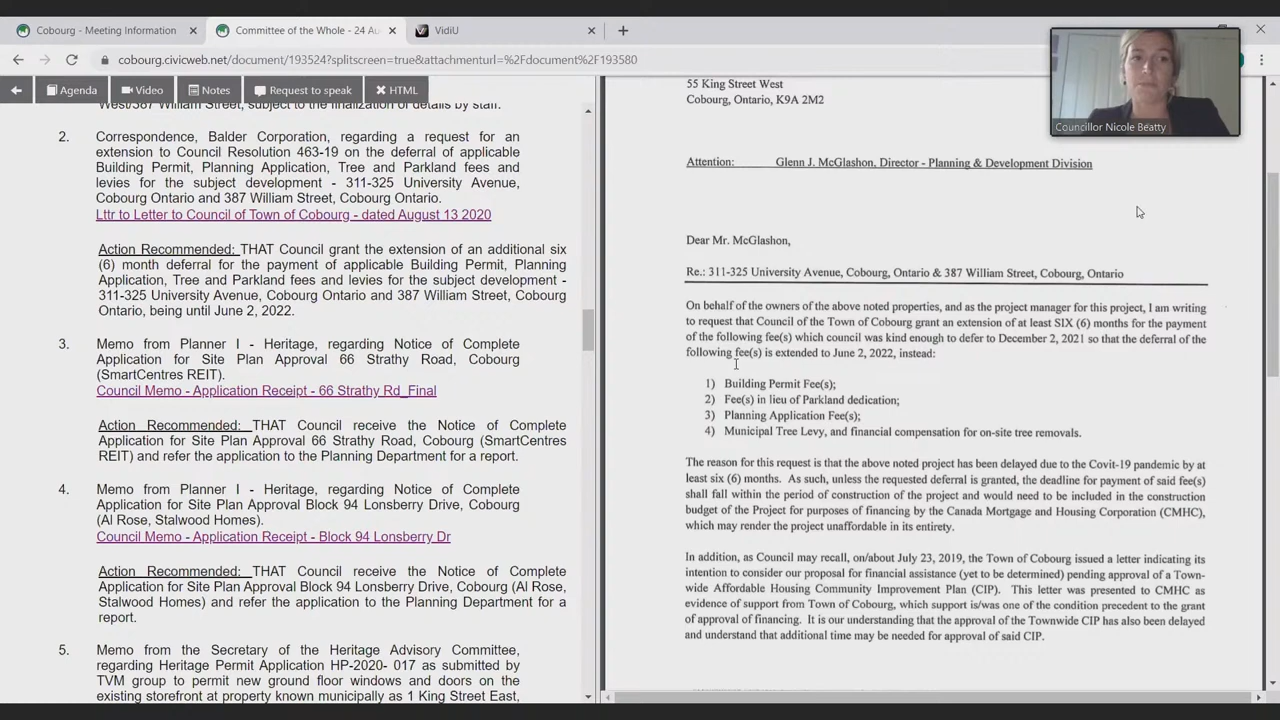 Cobourg - Meeting Information
Committee of the Whole - 24 Au
VidiU
cobourg.civicweb.net/document/193524?splitscreen=true&attachmenturl=%2Fdocument%2F193580
Agenda
Video
Notes
Request to speak
HTML
West/387 William Street, subject to the finalization of details by staff.
2. Correspondence, Balder Corporation, regarding a request for an
extension to Council Resolution 463-19 on the deferral of applicable
Building Permit, Planning Application, Tree and Parkland fees and
levies for the subject development - 311-325 University Avenue,
Cobourg Ontario and 387 William Street, Cobourg Ontario.
Lttr to Letter to Council of Town of Cobourg - dated August 13 2020
Action Recommended: THAT Council grant the extension of an additional six
(6) month deferral for the payment of applicable Building Permit, Planning
Application, Tree and Parkland fees and levies for the subject development -
311-325 University Avenue, Cobourg Ontario and 387 William Street, Cobourg
Ontario, being until June 2, 2022.
3. Memo from Planner I - Heritage, regarding Notice of Complete
Application for Site Plan Approval 66 Strathy Road, Cobourg
(SmartCentres REIT).
Council Memo - Application Receipt - 66 Strathy Rd_Final
Action Recommended: THAT Council receive the Notice of Complete
Application for Site Plan Approval 66 Strathy Road, Cobourg (SmartCentres
REIT) and refer the application to the Planning Department for a report.
4. Memo from Planner I - Heritage, regarding Notice of Complete
Application for Site Plan Approval Block 94 Lonsberry Drive, Cobourg
(Al Rose, Stalwood Homes).
Council Memo - Application Receipt - Block 94 Lonsberry Dr
Action Recommended: THAT Council receive the Notice of Complete
Application for Site Plan Approval Block 94 Lonsberry Drive, Cobourg (Al Rose,
Stalwood Homes) and refer the application to the Planning Department for a
report.
5. Memo from the Secretary of the Heritage Advisory Committee,
regarding Heritage Permit Application HP-2020- 017 as submitted by
TVM group to permit new ground floor windows and doors on the
existing storefront at property known municipally as 1 King Street East,
55 King Street West
Cobourg, Ontario, K9A 2M2
Attention: Glenn J. McGlashon, Director - Planning & Development Division
Dear Mr. McGlashon,
Re.: 311-325 University Avenue, Cobourg, Ontario & 387 William Street, Cobourg, Ontario
On behalf of the owners of the above noted properties, and as the project manager for this project, I am writing
to request that Council of the Town of Cobourg grant an extension of at least SIX (6) months for the payment
of the following fee(s) which council was kind enough to defer to December 2, 2021 so that the deferral of the
following fee(s) is extended to June 2, 2022, instead:
1) Building Permit Fee(s);
2) Fee(s) in lieu of Parkland dedication;
3) Planning Application Fee(s);
4) Municipal Tree Levy, and financial compensation for on-site tree removals.
The reason for this request is that the above noted project has been delayed due to the Covit-19 pandemic by at
least six (6) months. As such, unless the requested deferral is granted, the deadline for payment of said fee(s)
shall fall within the period of construction of the project and would need to be included in the construction
budget of the Project for purposes of financing by the Canada Mortgage and Housing Corporation (CMHC),
which may render the project unaffordable in its entirety.
In addition, as Council may recall, on/about July 23, 2019, the Town of Cobourg issued a letter indicating its
intention to consider our proposal for financial assistance (yet to be determined) pending approval of a Town-
wide Affordable Housing Community Improvement Plan (CIP). This letter was presented to CMHC as
evidence of support from Town of Cobourg, which support is/was one of the condition precedent to the grant
of approval of financing. It is our understanding that the approval of the Townwide CIP has also been delayed
and understand that additional time may be needed for approval of said CIP.
Councillor Nicole Beatty